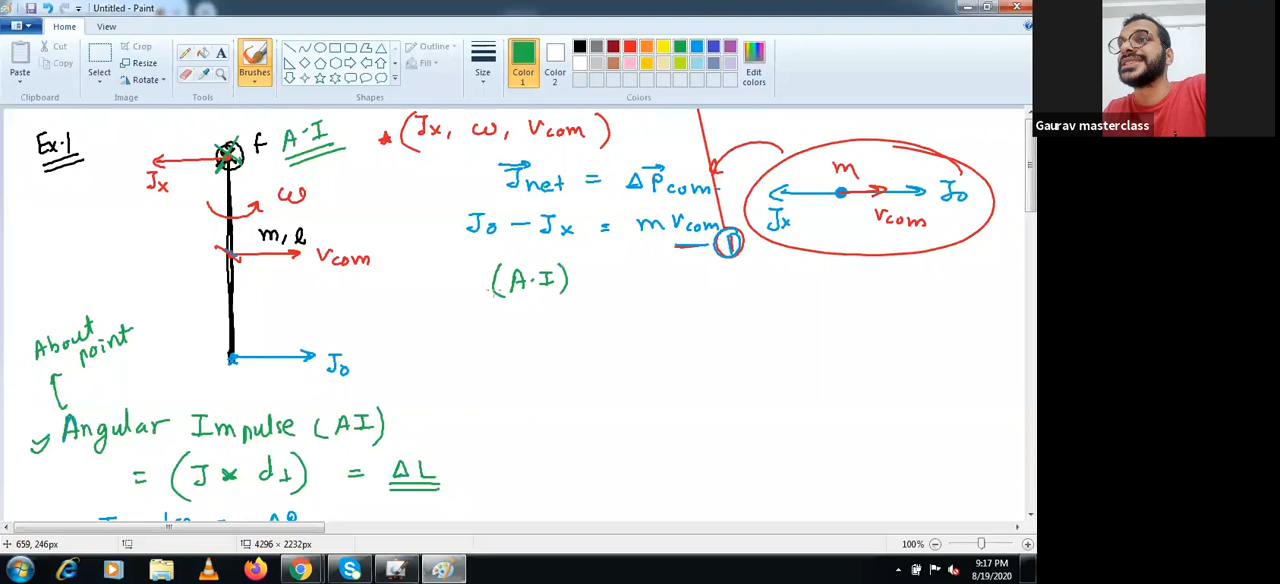 Untitled - Paint
Home
View
Paste
Cut
Copy
Clipboard
Select
Crop
Resize
Rotate
Image
Tools
Brushes
Shapes
Outline
Fill
Size
Color 1
Color 2
Edit colors
Colors
Ex·1
A·I
(Jx, ω, Vcom)
Jx
ω
m, l
Vcom
J0
Jnet = ΔPcom
J0 - Jx = m Vcom
1
(A·I)
m
J0
Jx
Vcom
About point
Angular Impulse (AI)
= (J × d⊥) = ΔL
659, 246px
4296 × 2232px
100%
9:17 PM
8/19/2020
Gaurav masterclass